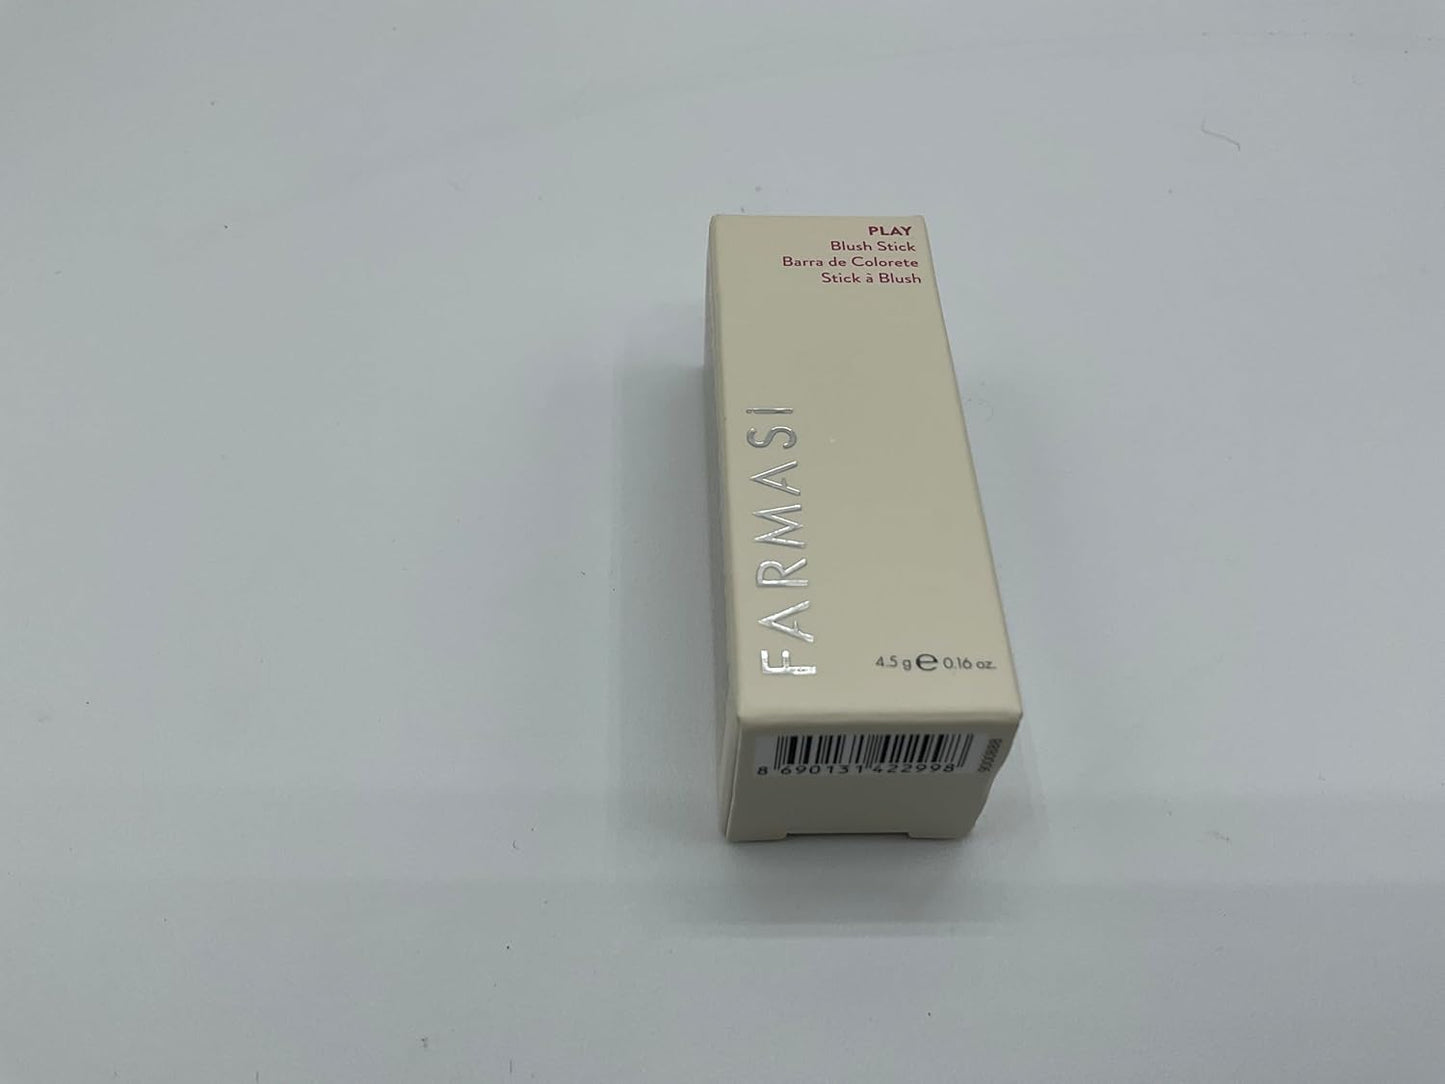 PLAY
Blush Stick
Barra de Colorete
Stick à Blush
FARMASI
4.5 g ℮ 0.16 oz.
8 690131 422998